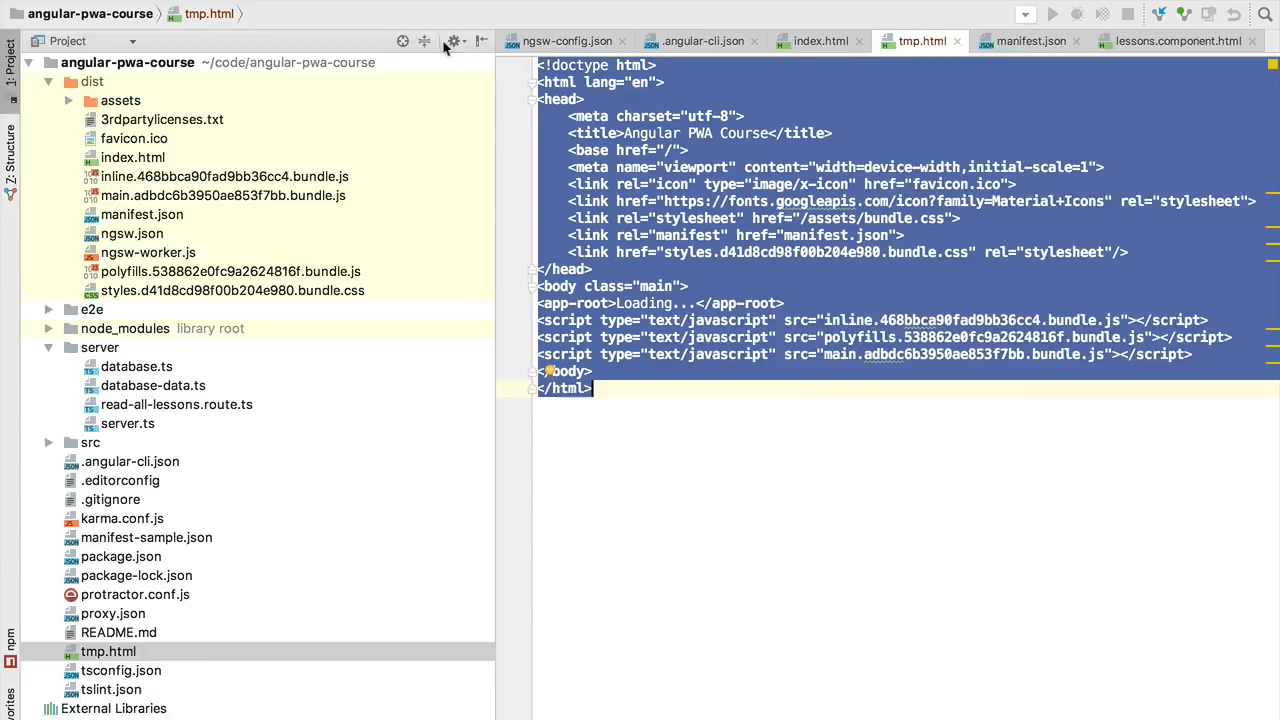 angular-pwa-course tmp.html
1: Project
Z: Structure
npm
Project
angular-pwa-course ~/code/angular-pwa-course
dist
assets
3rdpartylicenses.txt
favicon.ico
index.html
inline.468bbca90fad9bb36cc4.bundle.js
main.adbdc6b3950ae853f7bb.bundle.js
manifest.json
ngsw.json
ngsw-worker.js
polyfills.538862e0fc9a2624816f.bundle.js
styles.d41d8cd98f00b204e980.bundle.css
e2e
node_modules library root
server
database.ts
database-data.ts
read-all-lessons.route.ts
server.ts
src
.angular-cli.json
.editorconfig
.gitignore
karma.conf.js
manifest-sample.json
package.json
package-lock.json
protractor.conf.js
proxy.json
README.md
tmp.html
tsconfig.json
tslint.json
External Libraries
ngsw-config.json .angular-cli.json index.html tmp.html manifest.json lessons.component.html
<!doctype html>
<html lang="en">
<head>
<meta charset="utf-8">
<title>Angular PWA Course</title>
<base href="/">
<meta name="viewport" content="width=device-width,initial-scale=1">
<link rel="icon" type="image/x-icon" href="favicon.ico">
<link href="https://fonts.googleapis.com/icon?family=Material+Icons" rel="stylesheet">
<link rel="stylesheet" href="/assets/bundle.css">
<link rel="manifest" href="manifest.json">
<link href="styles.d41d8cd98f00b204e980.bundle.css" rel="stylesheet"/>
</head>
<body class="main">
<app-root>Loading...</app-root>
<script type="text/javascript" src="inline.468bbca90fad9bb36cc4.bundle.js"></script>
<script type="text/javascript" src="polyfills.538862e0fc9a2624816f.bundle.js"></script>
<script type="text/javascript" src="main.adbdc6b3950ae853f7bb.bundle.js"></script>
</body>
</html>